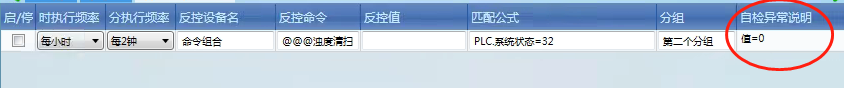 启/停 时执行频率 分执行频率 反控设备名 反控命令 反控值 匹配公式 分组 自检异常说明
每小时 每2钟 命令组合 @@@浊度清扫 PLC.系统状态=32 第二个分组 值=0